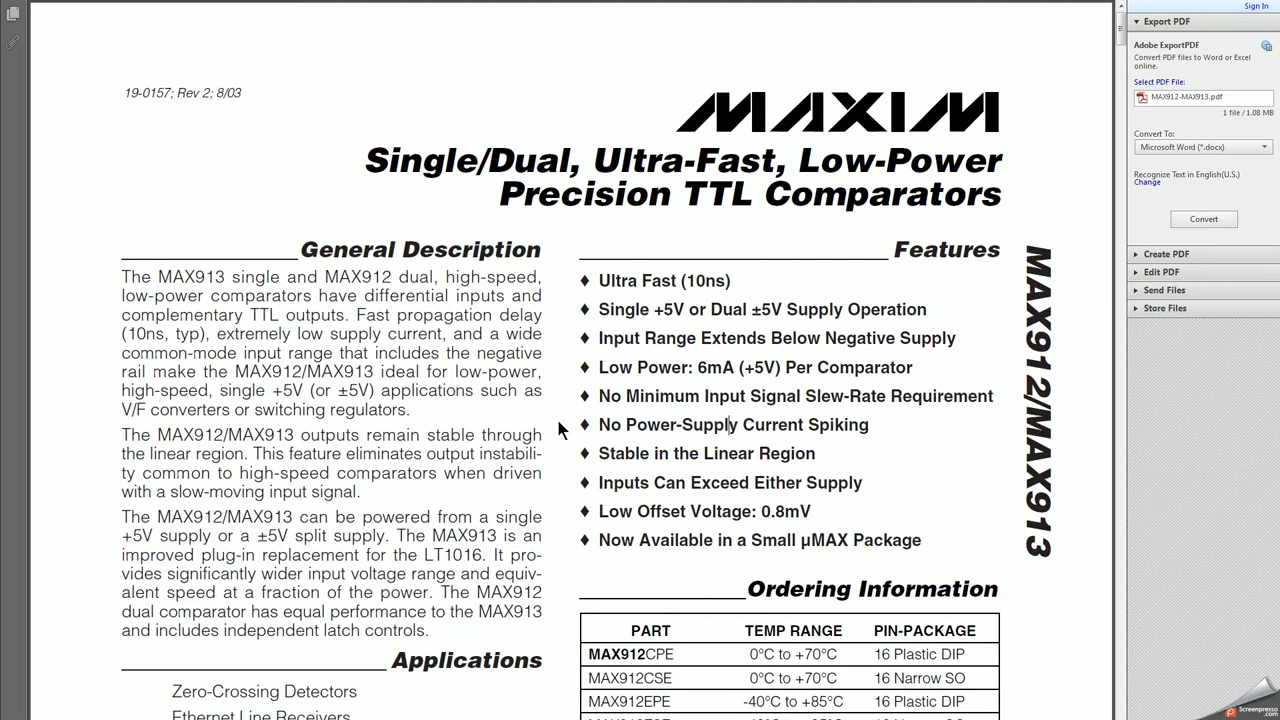 19-0157; Rev 2; 8/03
MAXIM
Single/Dual, Ultra-Fast, Low-Power
Precision TTL Comparators
General Description
The MAX913 single and MAX912 dual, high-speed,
low-power comparators have differential inputs and
complementary TTL outputs. Fast propagation delay
(10ns, typ), extremely low supply current, and a wide
common-mode input range that includes the negative
rail make the MAX912/MAX913 ideal for low-power,
high-speed, single +5V (or ±5V) applications such as
V/F converters or switching regulators.
The MAX912/MAX913 outputs remain stable through
the linear region. This feature eliminates output instabili-
ty common to high-speed comparators when driven
with a slow-moving input signal.
The MAX912/MAX913 can be powered from a single
+5V supply or a ±5V split supply. The MAX913 is an
improved plug-in replacement for the LT1016. It pro-
vides significantly wider input voltage range and equiv-
alent speed at a fraction of the power. The MAX912
dual comparator has equal performance to the MAX913
and includes independent latch controls.
Applications
Zero-Crossing Detectors
Ethernet Line Receivers
Features
♦ Ultra Fast (10ns)
♦ Single +5V or Dual ±5V Supply Operation
♦ Input Range Extends Below Negative Supply
♦ Low Power: 6mA (+5V) Per Comparator
♦ No Minimum Input Signal Slew-Rate Requirement
♦ No Power-Supply Current Spiking
♦ Stable in the Linear Region
♦ Inputs Can Exceed Either Supply
♦ Low Offset Voltage: 0.8mV
♦ Now Available in a Small µMAX Package
Ordering Information
PART TEMP RANGE PIN-PACKAGE
MAX912CPE 0°C to +70°C 16 Plastic DIP
MAX912CSE 0°C to +70°C 16 Narrow SO
MAX912EPE -40°C to +85°C 16 Plastic DIP
MAX912/MAX913
Sign In
Export PDF
Adobe ExportPDF
Convert PDF files to Word or Excel
online.
Select PDF File:
MAX912-MAX913.pdf
1 file / 1.08 MB
Convert To:
Microsoft Word (*.docx)
Recognize Text in English(U.S.)
Change
Convert
Create PDF
Edit PDF
Send Files
Store Files
Screenpresso
.com